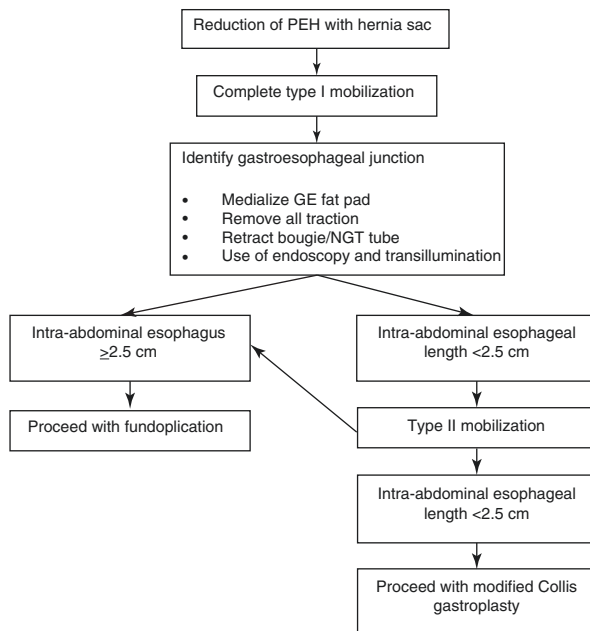 Reduction of PEH with hernia sac
Complete type I mobilization
Identify gastroesophageal junction
• Medialize GE fat pad
• Remove all traction
• Retract bougie/NGT tube
• Use of endoscopy and transillumination
Intra-abdominal esophagus
≥2.5 cm
Intra-abdominal esophageal
length <2.5 cm
Proceed with fundoplication
Type II mobilization
Intra-abdominal esophageal
length <2.5 cm
Proceed with modified Collis
gastroplasty